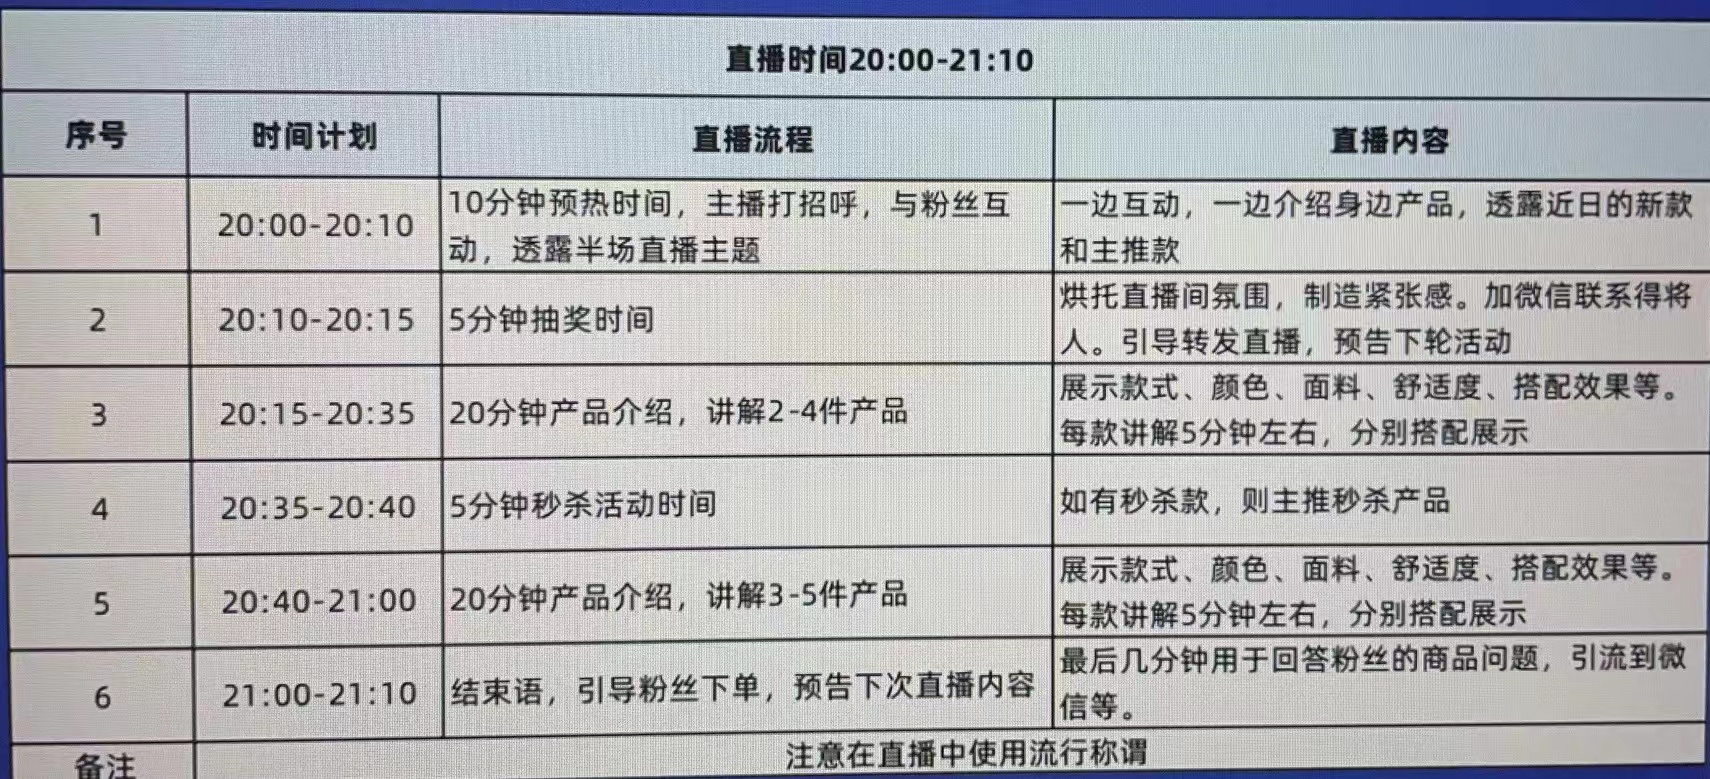 直播时间20:00-21:10
序号 时间计划 直播流程 直播内容
1 20:00-20:10 10分钟预热时间，主播打招呼，与粉丝互
动，透露半场直播主题
一边互动，一边介绍身边产品，透露近日的新款
和主推款
2 20:10-20:15 5分钟抽奖时间
烘托直播间氛围，制造紧张感。加微信联系得将
人。引导转发直播，预告下轮活动
3 20:15-20:35 20分钟产品介绍，讲解2-4件产品
展示款式、颜色、面料、舒适度、搭配效果等。
每款讲解5分钟左右，分别搭配展示
4 20:35-20:40 5分钟秒杀活动时间 如有秒杀款，则主推秒杀产品
5 20:40-21:00 20分钟产品介绍，讲解3-5件产品
展示款式、颜色、面料、舒适度、搭配效果等。
每款讲解5分钟左右，分别搭配展示
6 21:00-21:10 结束语，引导粉丝下单，预告下次直播内容
最后几分钟用于回答粉丝的商品问题，引流到微
信等。
备注 注意在直播中使用流行称谓